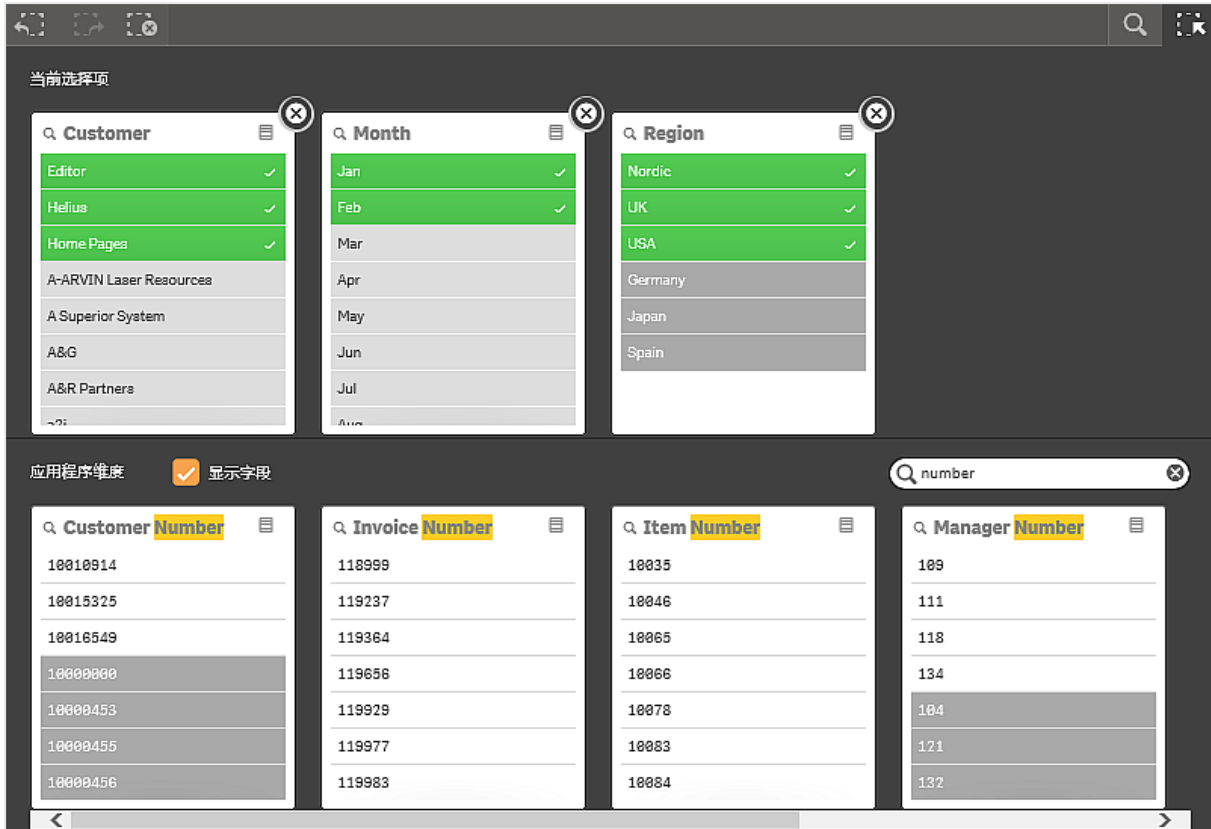 当前选择项
Customer
Editor
Helius
Home Pages
A-ARVIN Laser Resources
A Superior System
A&G
A&R Partners
Month
Jan
Feb
Mar
Apr
May
Jun
Jul
Aug
Region
Nordic
UK
USA
Germany
Japan
Spain
应用程序维度
显示字段
number
Customer Number
10010914
10015325
10016549
10000000
10000453
10000455
10000456
Invoice Number
118999
119237
119364
119656
119929
119977
119983
Item Number
10035
10046
10065
10066
10078
10083
10084
Manager Number
109
111
118
134
104
121
132